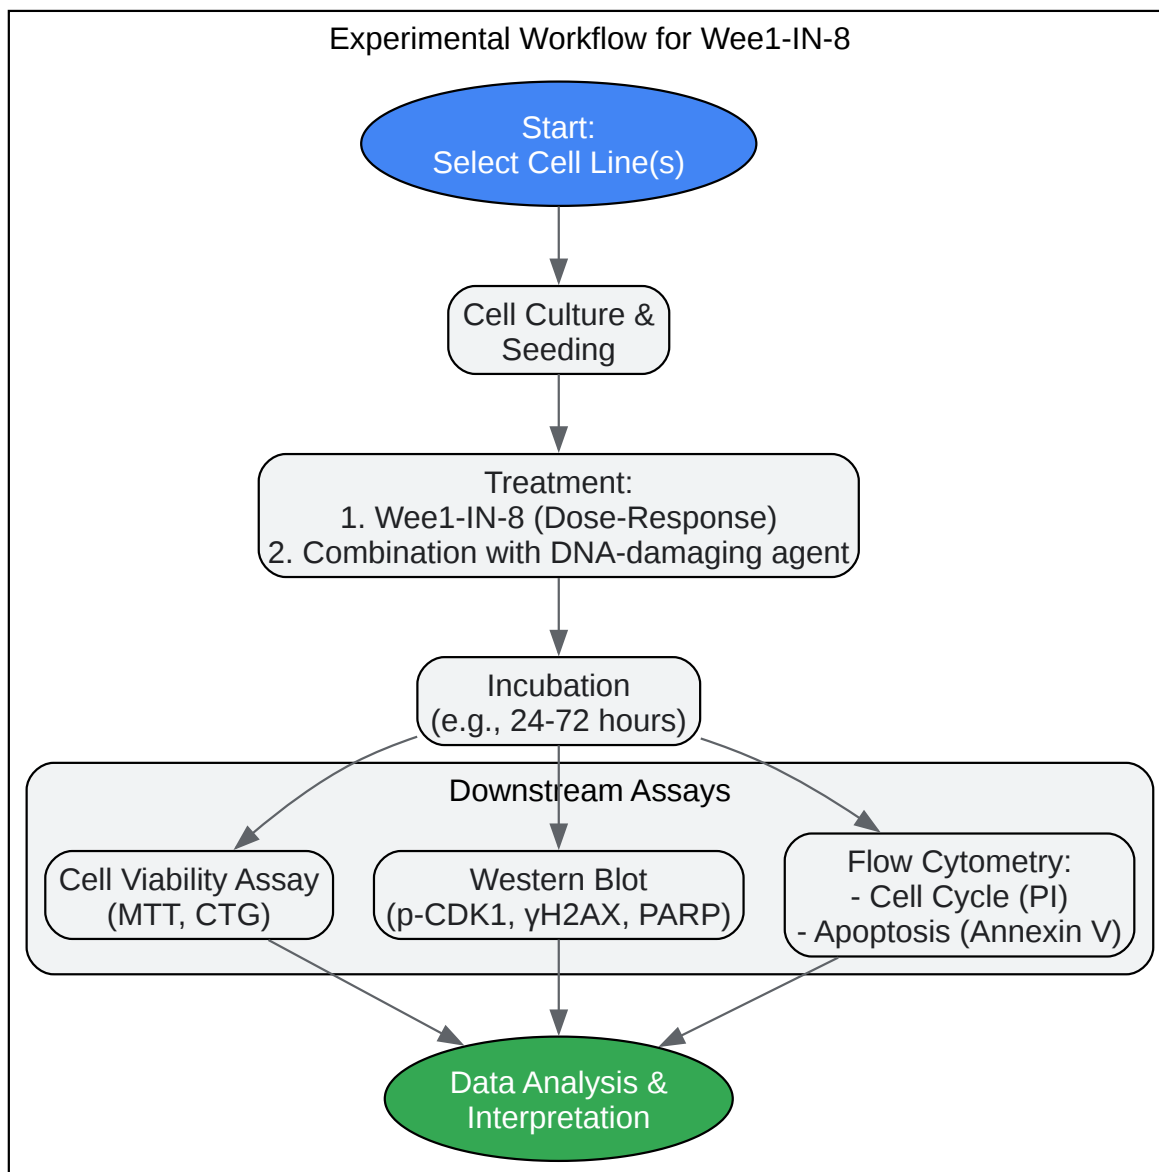 Experimental Workflow for Wee1-IN-8
Start:
Select Cell Line(s)
Cell Culture &
Seeding
Treatment:
1. Wee1-IN-8 (Dose-Response)
2. Combination with DNA-damaging agent
Incubation
(e.g., 24-72 hours)
Downstream Assays
Cell Viability Assay
(MTT, CTG)
Western Blot
(p-CDK1, γH2AX, PARP)
Flow Cytometry:
- Cell Cycle (PI)
- Apoptosis (Annexin V)
Data Analysis &
Interpretation